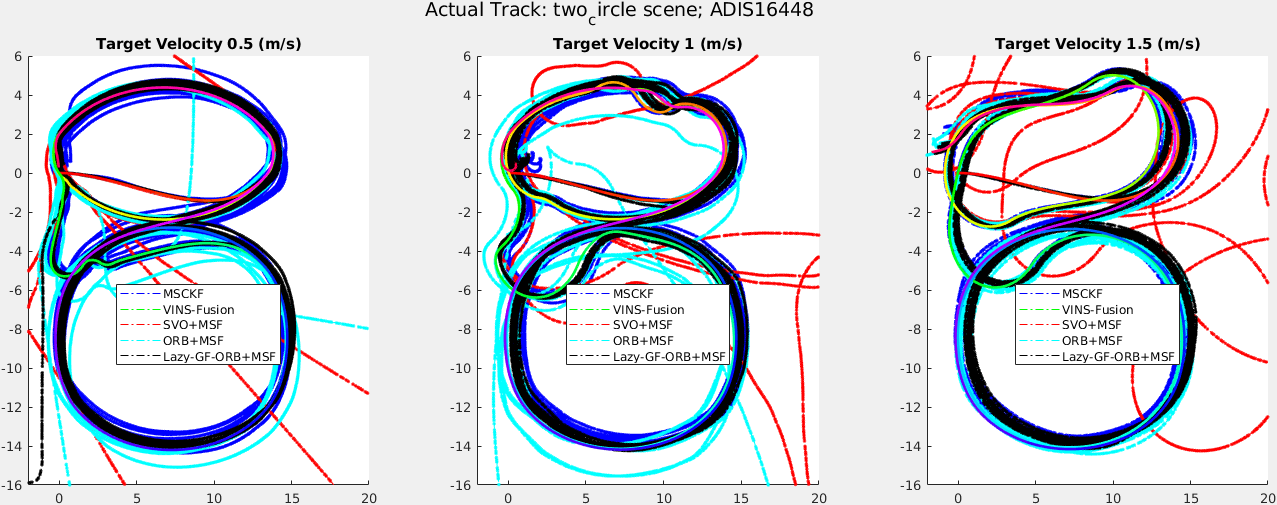 Actual Track: two_circle scene; ADIS16448
Target Velocity 0.5 (m/s)
6
4
2
0
-2
-4
-6
-8
-10
-12
-14
-16
0
5
10
15
20
MSCKF
VINS-Fusion
SVO+MSF
ORB+MSF
Lazy-GF-ORB+MSF
Target Velocity 1 (m/s)
6
4
2
0
-2
-4
-6
-8
-10
-12
-14
-16
0
5
10
15
20
MSCKF
VINS-Fusion
SVO+MSF
ORB+MSF
Lazy-GF-ORB+MSF
Target Velocity 1.5 (m/s)
6
4
2
0
-2
-4
-6
-8
-10
-12
-14
-16
0
5
10
15
20
MSCKF
VINS-Fusion
SVO+MSF
ORB+MSF
Lazy-GF-ORB+MSF